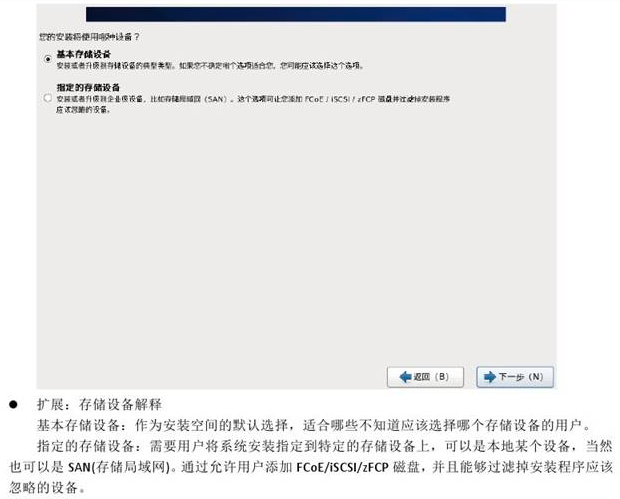 您的安装将使用哪种设备？
基本存储设备
安装或者升级到存储设备的典型类型。如果您不确定哪个选项适合您，您可能应该选择这个选项。
指定的存储设备
安装或者升级到企业级设备，比如存储局域网（SAN）。这个选项可让您添加 FCoE / iSCSI / zFCP 磁盘并过滤掉安装程序
应该忽略的设备。
返回（B）
下一步（N）
● 扩展：存储设备解释
基本存储设备：作为安装空间的默认选择，适合哪些不知道应该选择哪个存储设备的用户。
指定的存储设备：需要用户将系统安装指定到特定的存储设备上，可以是本地某个设备，当然
也可以是 SAN(存储局域网)。通过允许用户添加 FCoE/iSCSI/zFCP 磁盘，并且能够过滤掉安装程序应该
忽略的设备。